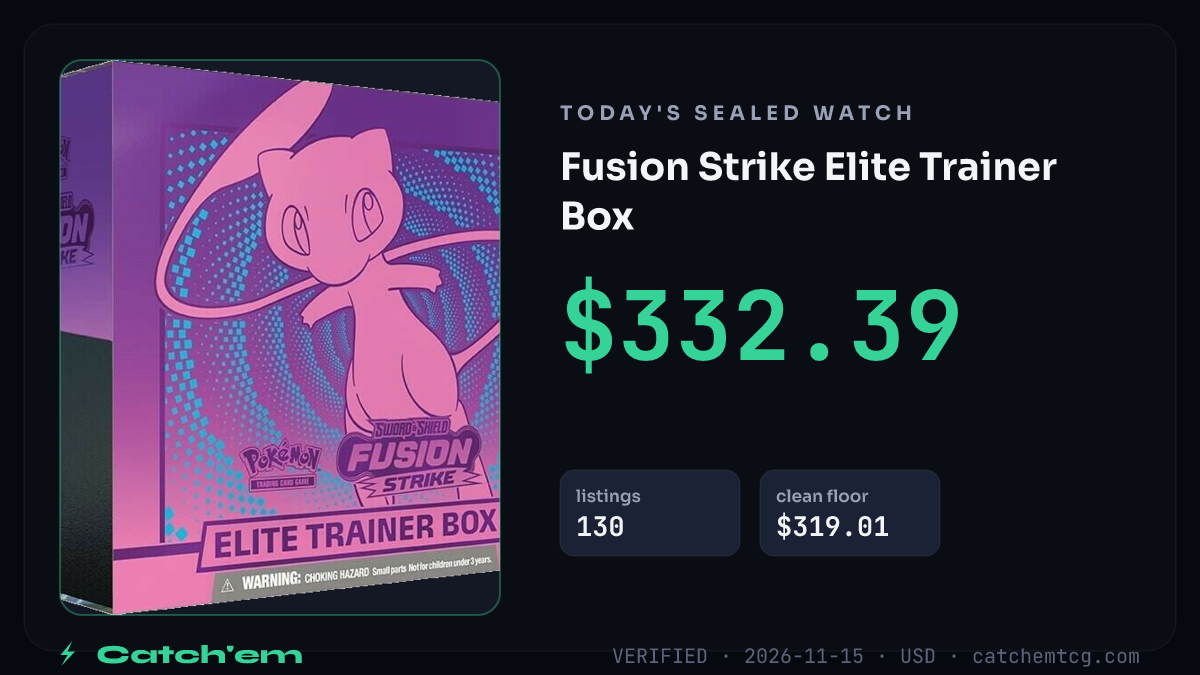 TODAY'S SEALED WATCH
Fusion Strike Elite Trainer
Box
$332.39
listings
130
clean floor
$319.01
ON
KE
POKéMON
TRADING CARD GAME
SWORD & SHIELD
FUSION
STRIKE
ELITE TRAINER BOX
WARNING: CHOKING HAZARD Small parts Not for children under 3 years.
Catch'em
VERIFIED · 2026-11-15 · USD · catchemtcg.com